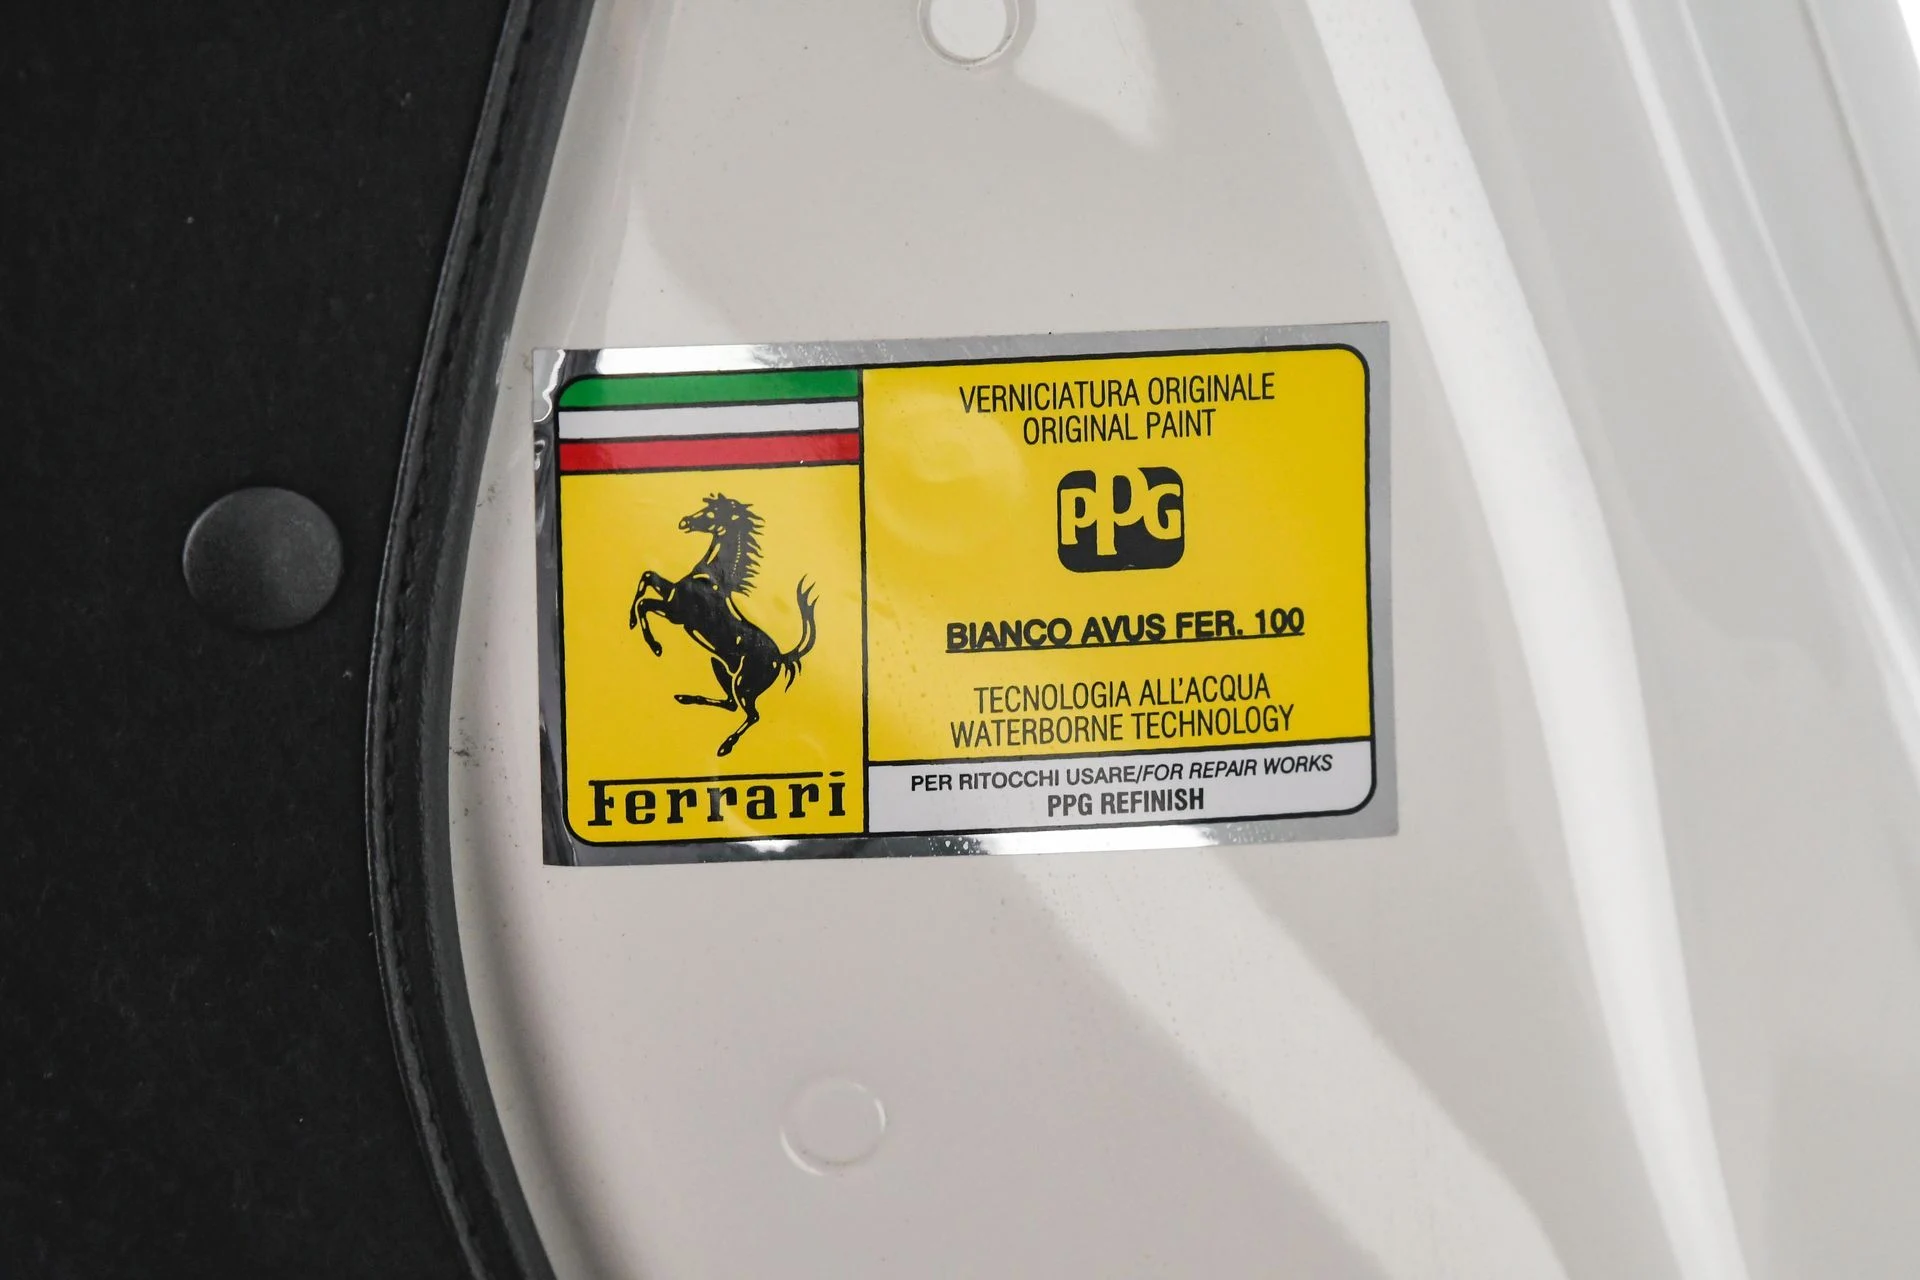 Ferrari
VERNICIATURA ORIGINALE
ORIGINAL PAINT
PPG
BIANCO AVUS FER. 100
TECNOLOGIA ALL'ACQUA
WATERBORNE TECHNOLOGY
PER RITOCCHI USARE/FOR REPAIR WORKS
PPG REFINISH